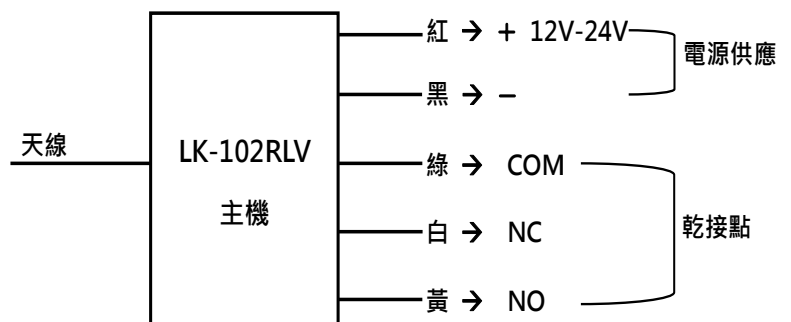 紅 → + 12V-24V
電源供應
黑 → −
天線
LK-102RLV
主機
綠 → COM
白 → NC
乾接點
黃 → NO